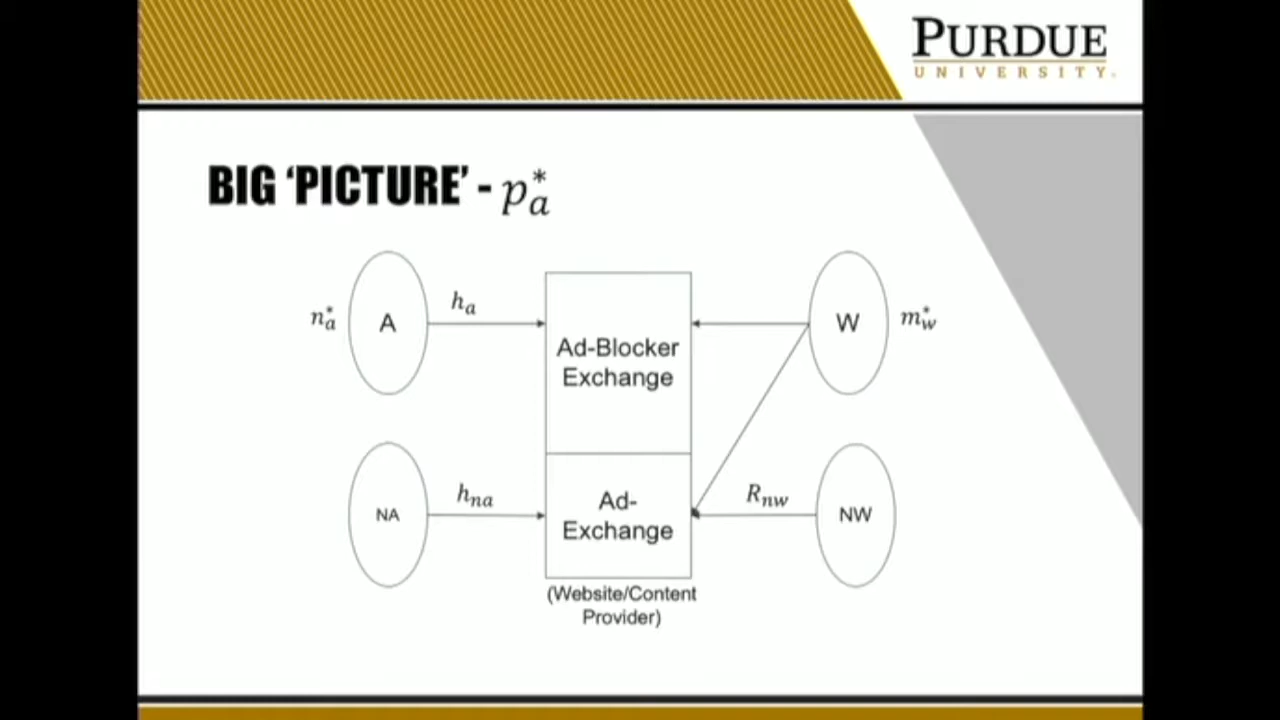 PURDUE
UNIVERSITY
BIG ‘PICTURE’ - p*a
n*a
A
ha
Ad-Blocker
Exchange
W
m*w
NA
hna
Ad-
Exchange
Rnw
NW
(Website/Content
Provider)